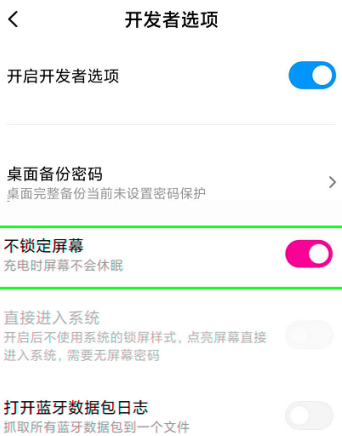 开发者选项
开启开发者选项
桌面备份密码
桌面完整备份当前未设置密码保护
不锁定屏幕
充电时屏幕不会休眠
直接进入系统
开启后不使用系统的锁屏样式，点亮屏幕直接
进入系统，需要无屏幕密码
打开蓝牙数据包日志
抓取所有蓝牙数据包到一个文件